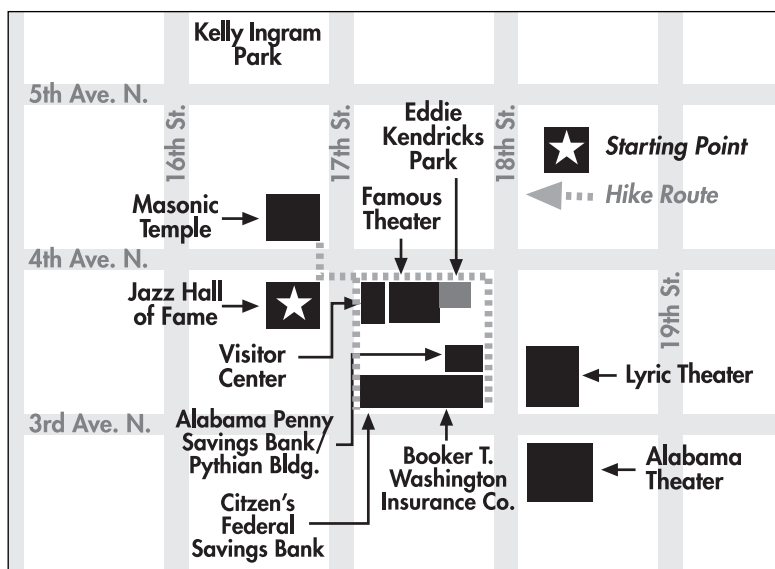 Kelly Ingram
Park
5th Ave. N.
16th St.
17th St.
18th St.
Eddie
Kendricks
Park
Starting Point
Hike Route
Famous
Theater
Masonic
Temple
4th Ave. N.
Jazz Hall
of Fame
19th St.
Visitor
Center
Lyric Theater
3rd Ave. N.
Alabama Penny
Savings Bank/
Pythian Bldg.
Booker T.
Washington
Insurance Co.
Alabama
Theater
Citzen's
Federal
Savings Bank